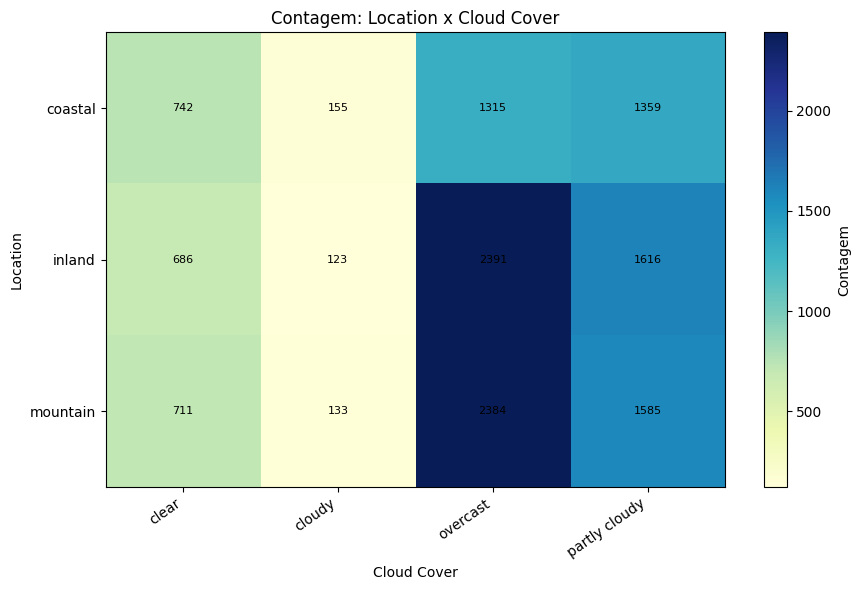 Contagem: Location x Cloud Cover
coastal 742 155 1315 1359
inland 686 123 2391 1616
mountain 711 133 2384 1585
clear cloudy overcast partly cloudy
Cloud Cover
Location
2000
1500
1000
500
Contagem